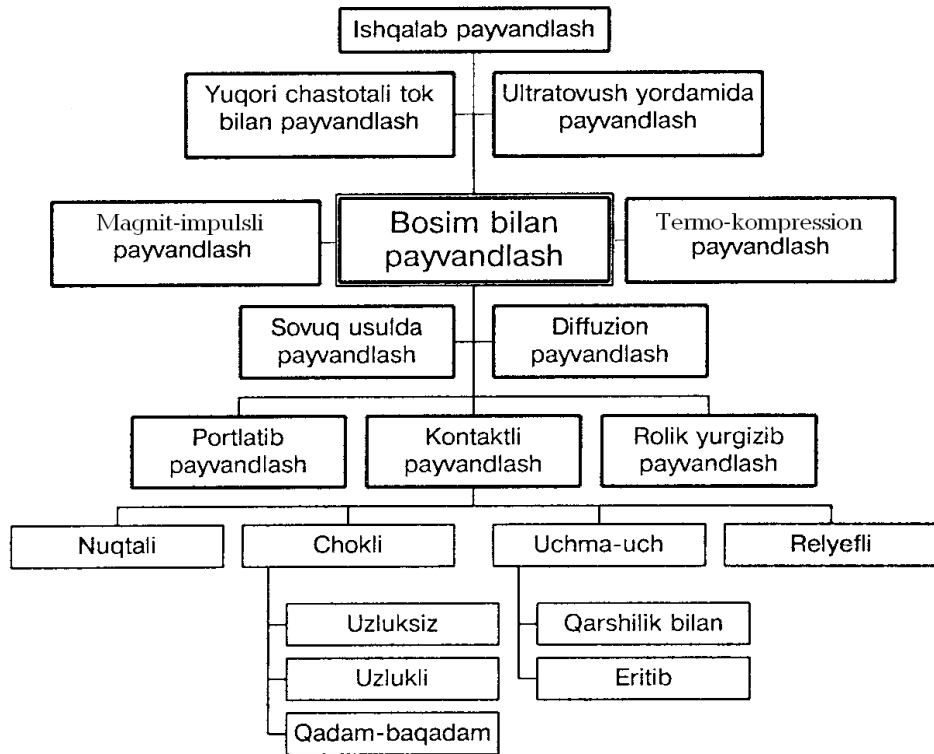 Ishqalab payvandlash
Yuqori chastotali tok
bilan payvandlash
Ultratovush yordamida
payvandlash
Magnit-impulsli
payvandlash
Bosim bilan
payvandlash
Termo-kompression
payvandlash
Sovuq usulda
payvandlash
Diffuzion
payvandlash
Portlatib
payvandlash
Kontaktli
payvandlash
Rolik yurgizib
payvandlash
Nuqtali
Chokli
Uchma-uch
Relyefli
Uzluksiz
Uzlukli
Qadam-baqadam
Qarshilik bilan
Eritib